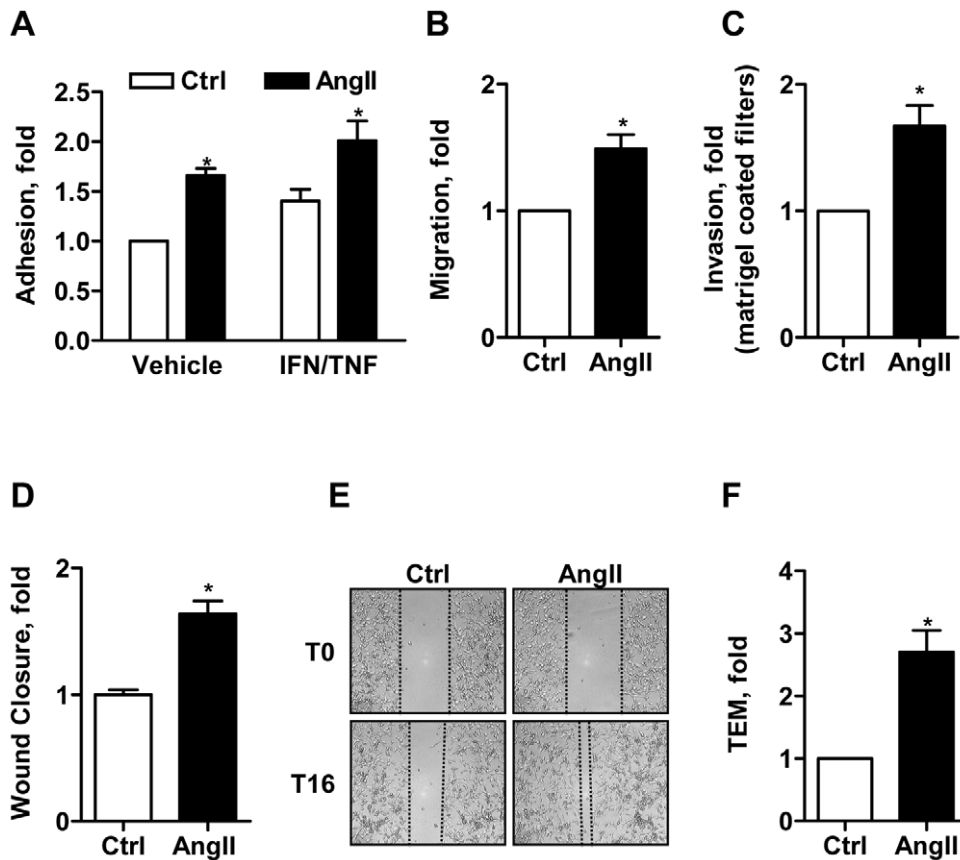 A
Ctrl
AngII
Adhesion, fold
2.5
2.0
1.5
1.0
0.5
0.0
*
*
Vehicle
IFN/TNF
B
Migration, fold
2
1
0
*
Ctrl
AngII
C
Invasion, fold
(matrigel coated filters)
2
1
0
*
Ctrl
AngII
D
Wound Closure, fold
2
1
0
*
Ctrl
AngII
E
Ctrl
AngII
T0
T16
F
TEM, fold
4
3
2
1
0
*
Ctrl
AngII